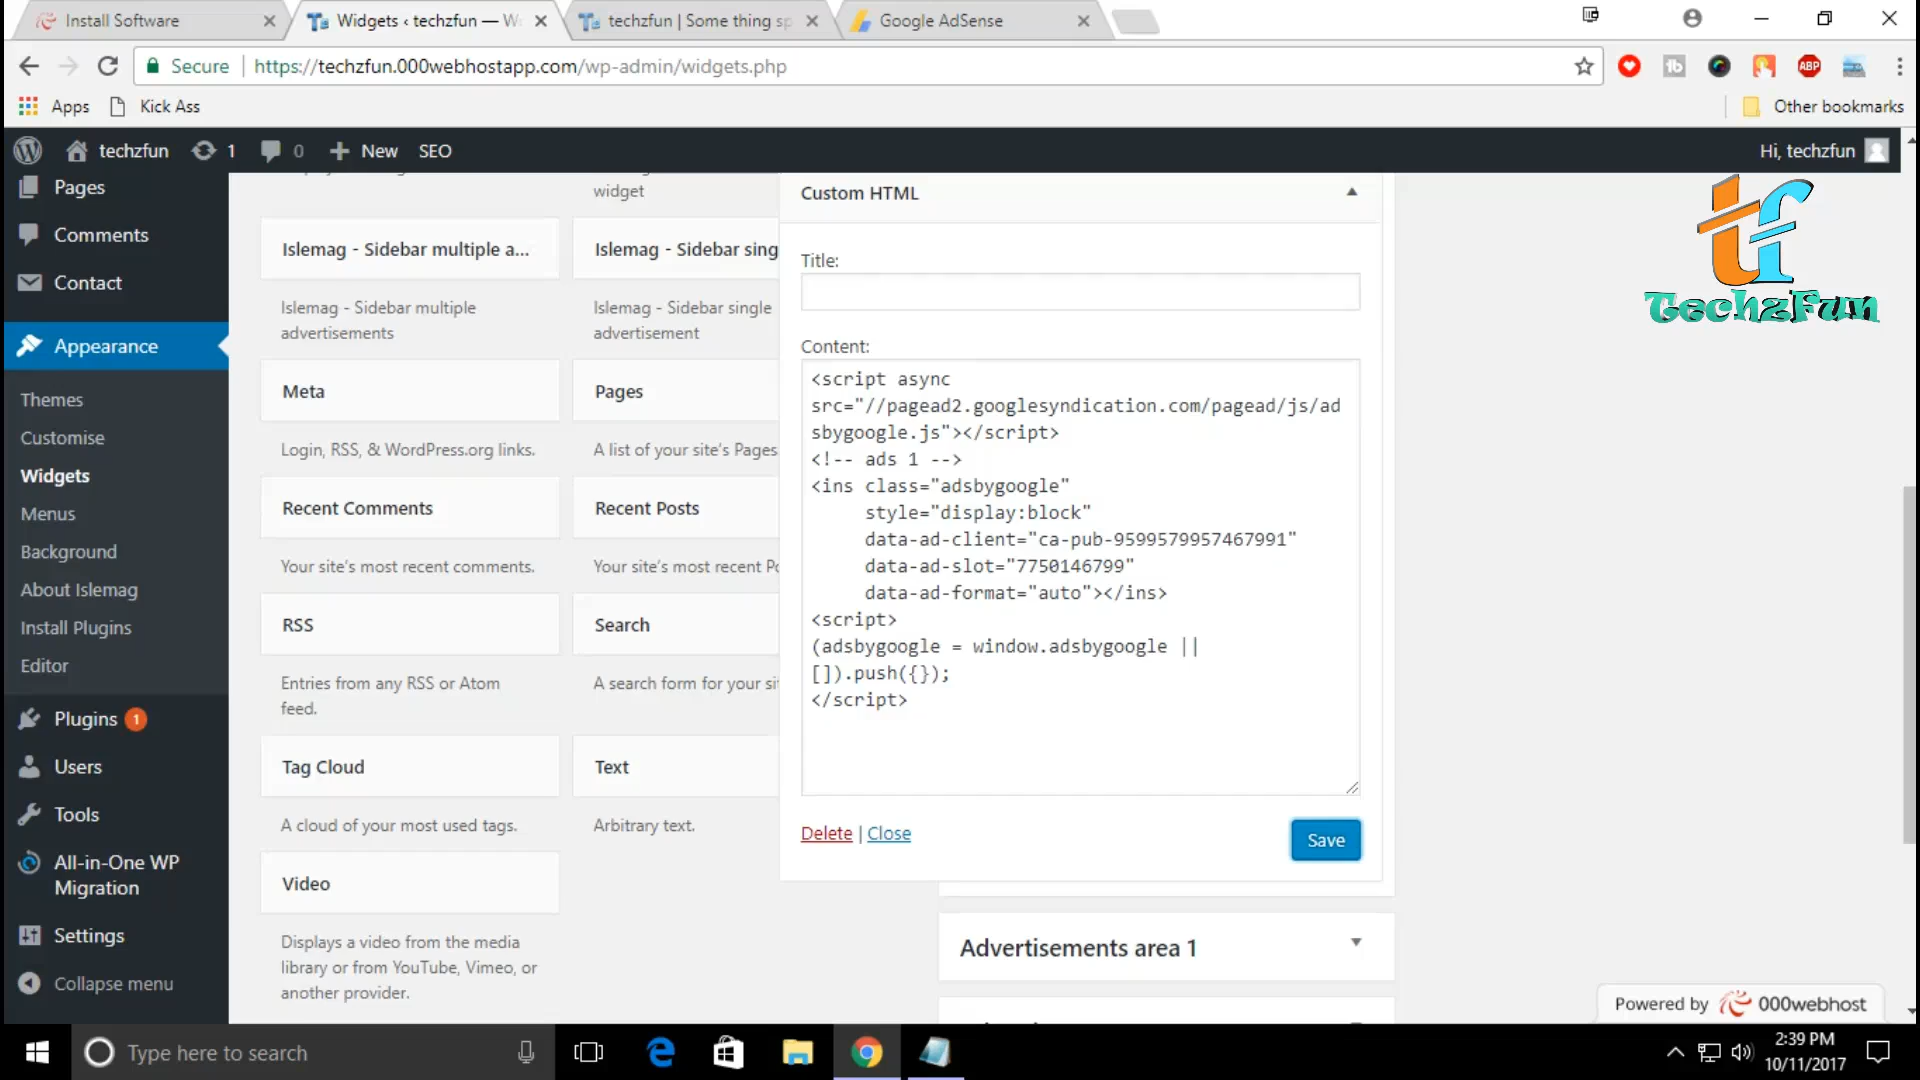 Install Software
Widgets ‹ techzfun — W
techzfun | Some thing sp
Google AdSense
Secure
https://techzfun.000webhostapp.com/wp-admin/widgets.php
ABP
Apps
Kick Ass
Other bookmarks
techzfun
1
0
New
SEO
Hi, techzfun
Pages
Comments
Contact
Appearance
Themes
Customise
Widgets
Menus
Background
About Islemag
Install Plugins
Editor
Plugins 1
Users
Tools
All-in-One WP
Migration
Settings
Collapse menu
widget
Islemag - Sidebar multiple a...
Islemag - Sidebar sing
Islemag - Sidebar multiple
advertisements
Islemag - Sidebar single
advertisement
Meta
Pages
Login, RSS, & WordPress.org links.
A list of your site's Pages
Recent Comments
Recent Posts
Your site's most recent comments.
Your site's most recent Po
RSS
Search
Entries from any RSS or Atom
feed.
A search form for your sit
Tag Cloud
Text
A cloud of your most used tags.
Arbitrary text.
Video
Displays a video from the media
library or from YouTube, Vimeo, or
another provider.
Custom HTML
Title:
Content:
<script async
src="//pagead2.googlesyndication.com/pagead/js/ad
sbygoogle.js"></script>
<!-- ads 1 -->
<ins class="adsbygoogle"
style="display:block"
data-ad-client="ca-pub-9599579957467991"
data-ad-slot="7750146799"
data-ad-format="auto"></ins>
<script>
(adsbygoogle = window.adsbygoogle ||
[]).push({});
</script>
Delete | Close
Save
Advertisements area 1
TechzFun
Powered by 000webhost
Type here to search
2:39 PM
10/11/2017